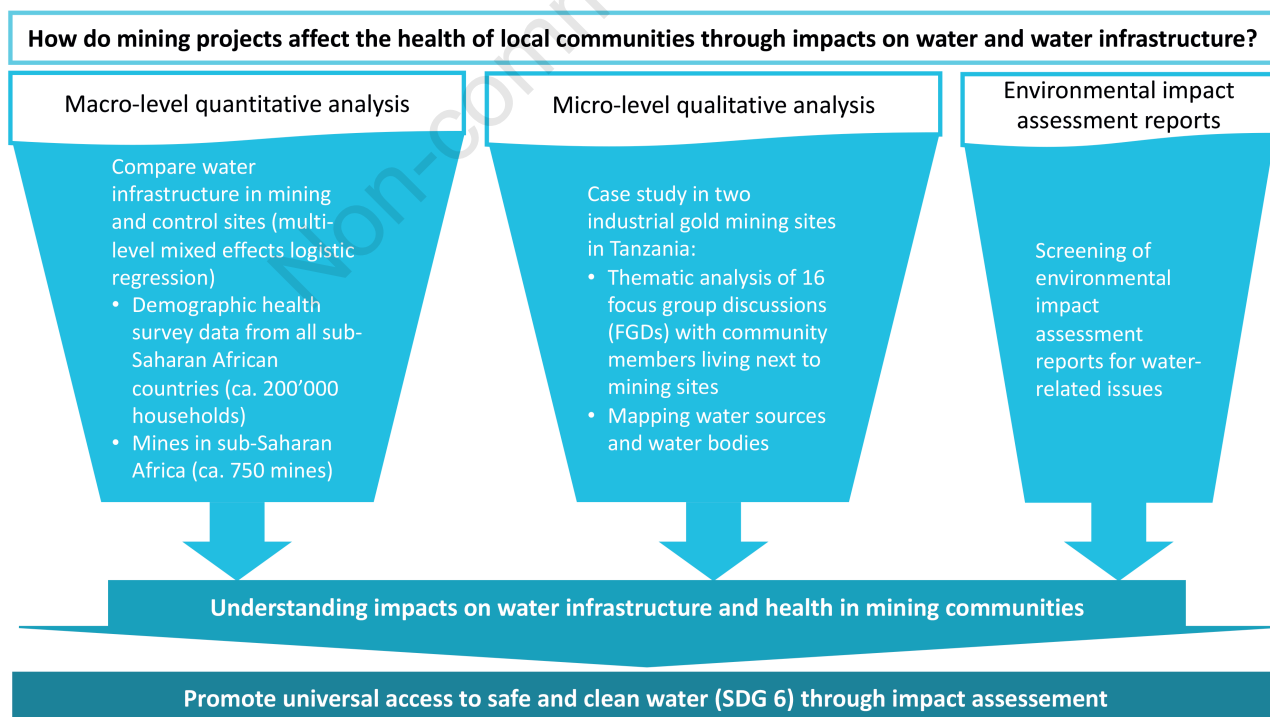 How do mining projects affect the health of local communities through impacts on water and water infrastructure?
Macro-level quantitative analysis
Compare water
infrastructure in mining
and control sites (multi-
level mixed effects logistic
regression)
• Demographic health
survey data from all sub-
Saharan African
countries (ca. 200’000
households)
• Mines in sub-Saharan
Africa (ca. 750 mines)
Micro-level qualitative analysis
Case study in two
industrial gold mining sites
in Tanzania:
• Thematic analysis of 16
focus group discussions
(FGDs) with community
members living next to
mining sites
• Mapping water sources
and water bodies
Environmental impact
assessment reports
Screening of
environmental
impact
assessment
reports for water-
related issues
Understanding impacts on water infrastructure and health in mining communities
Promote universal access to safe and clean water (SDG 6) through impact assessement